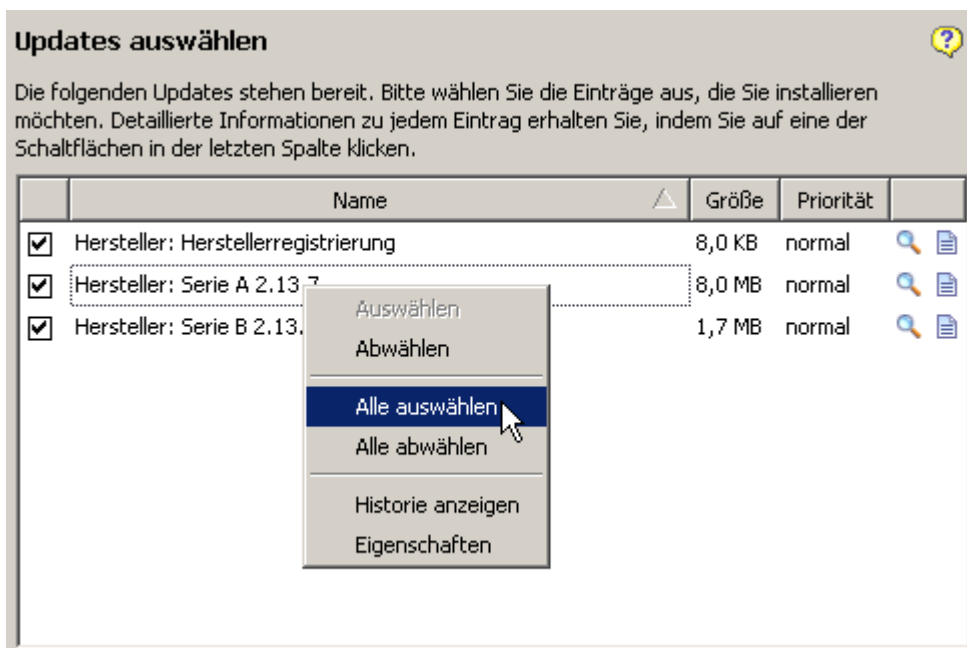 Updates auswählen
Die folgenden Updates stehen bereit. Bitte wählen Sie die Einträge aus, die Sie installieren
möchten. Detaillierte Informationen zu jedem Eintrag erhalten Sie, indem Sie auf eine der
Schaltflächen in der letzten Spalte klicken.
Name Größe Priorität
Hersteller: Herstellerregistrierung 8,0 KB normal
Hersteller: Serie A 2.13.7 8,0 MB normal
Hersteller: Serie B 2.13. 1,7 MB normal
Auswählen
Abwählen
Alle auswählen
Alle abwählen
Historie anzeigen
Eigenschaften